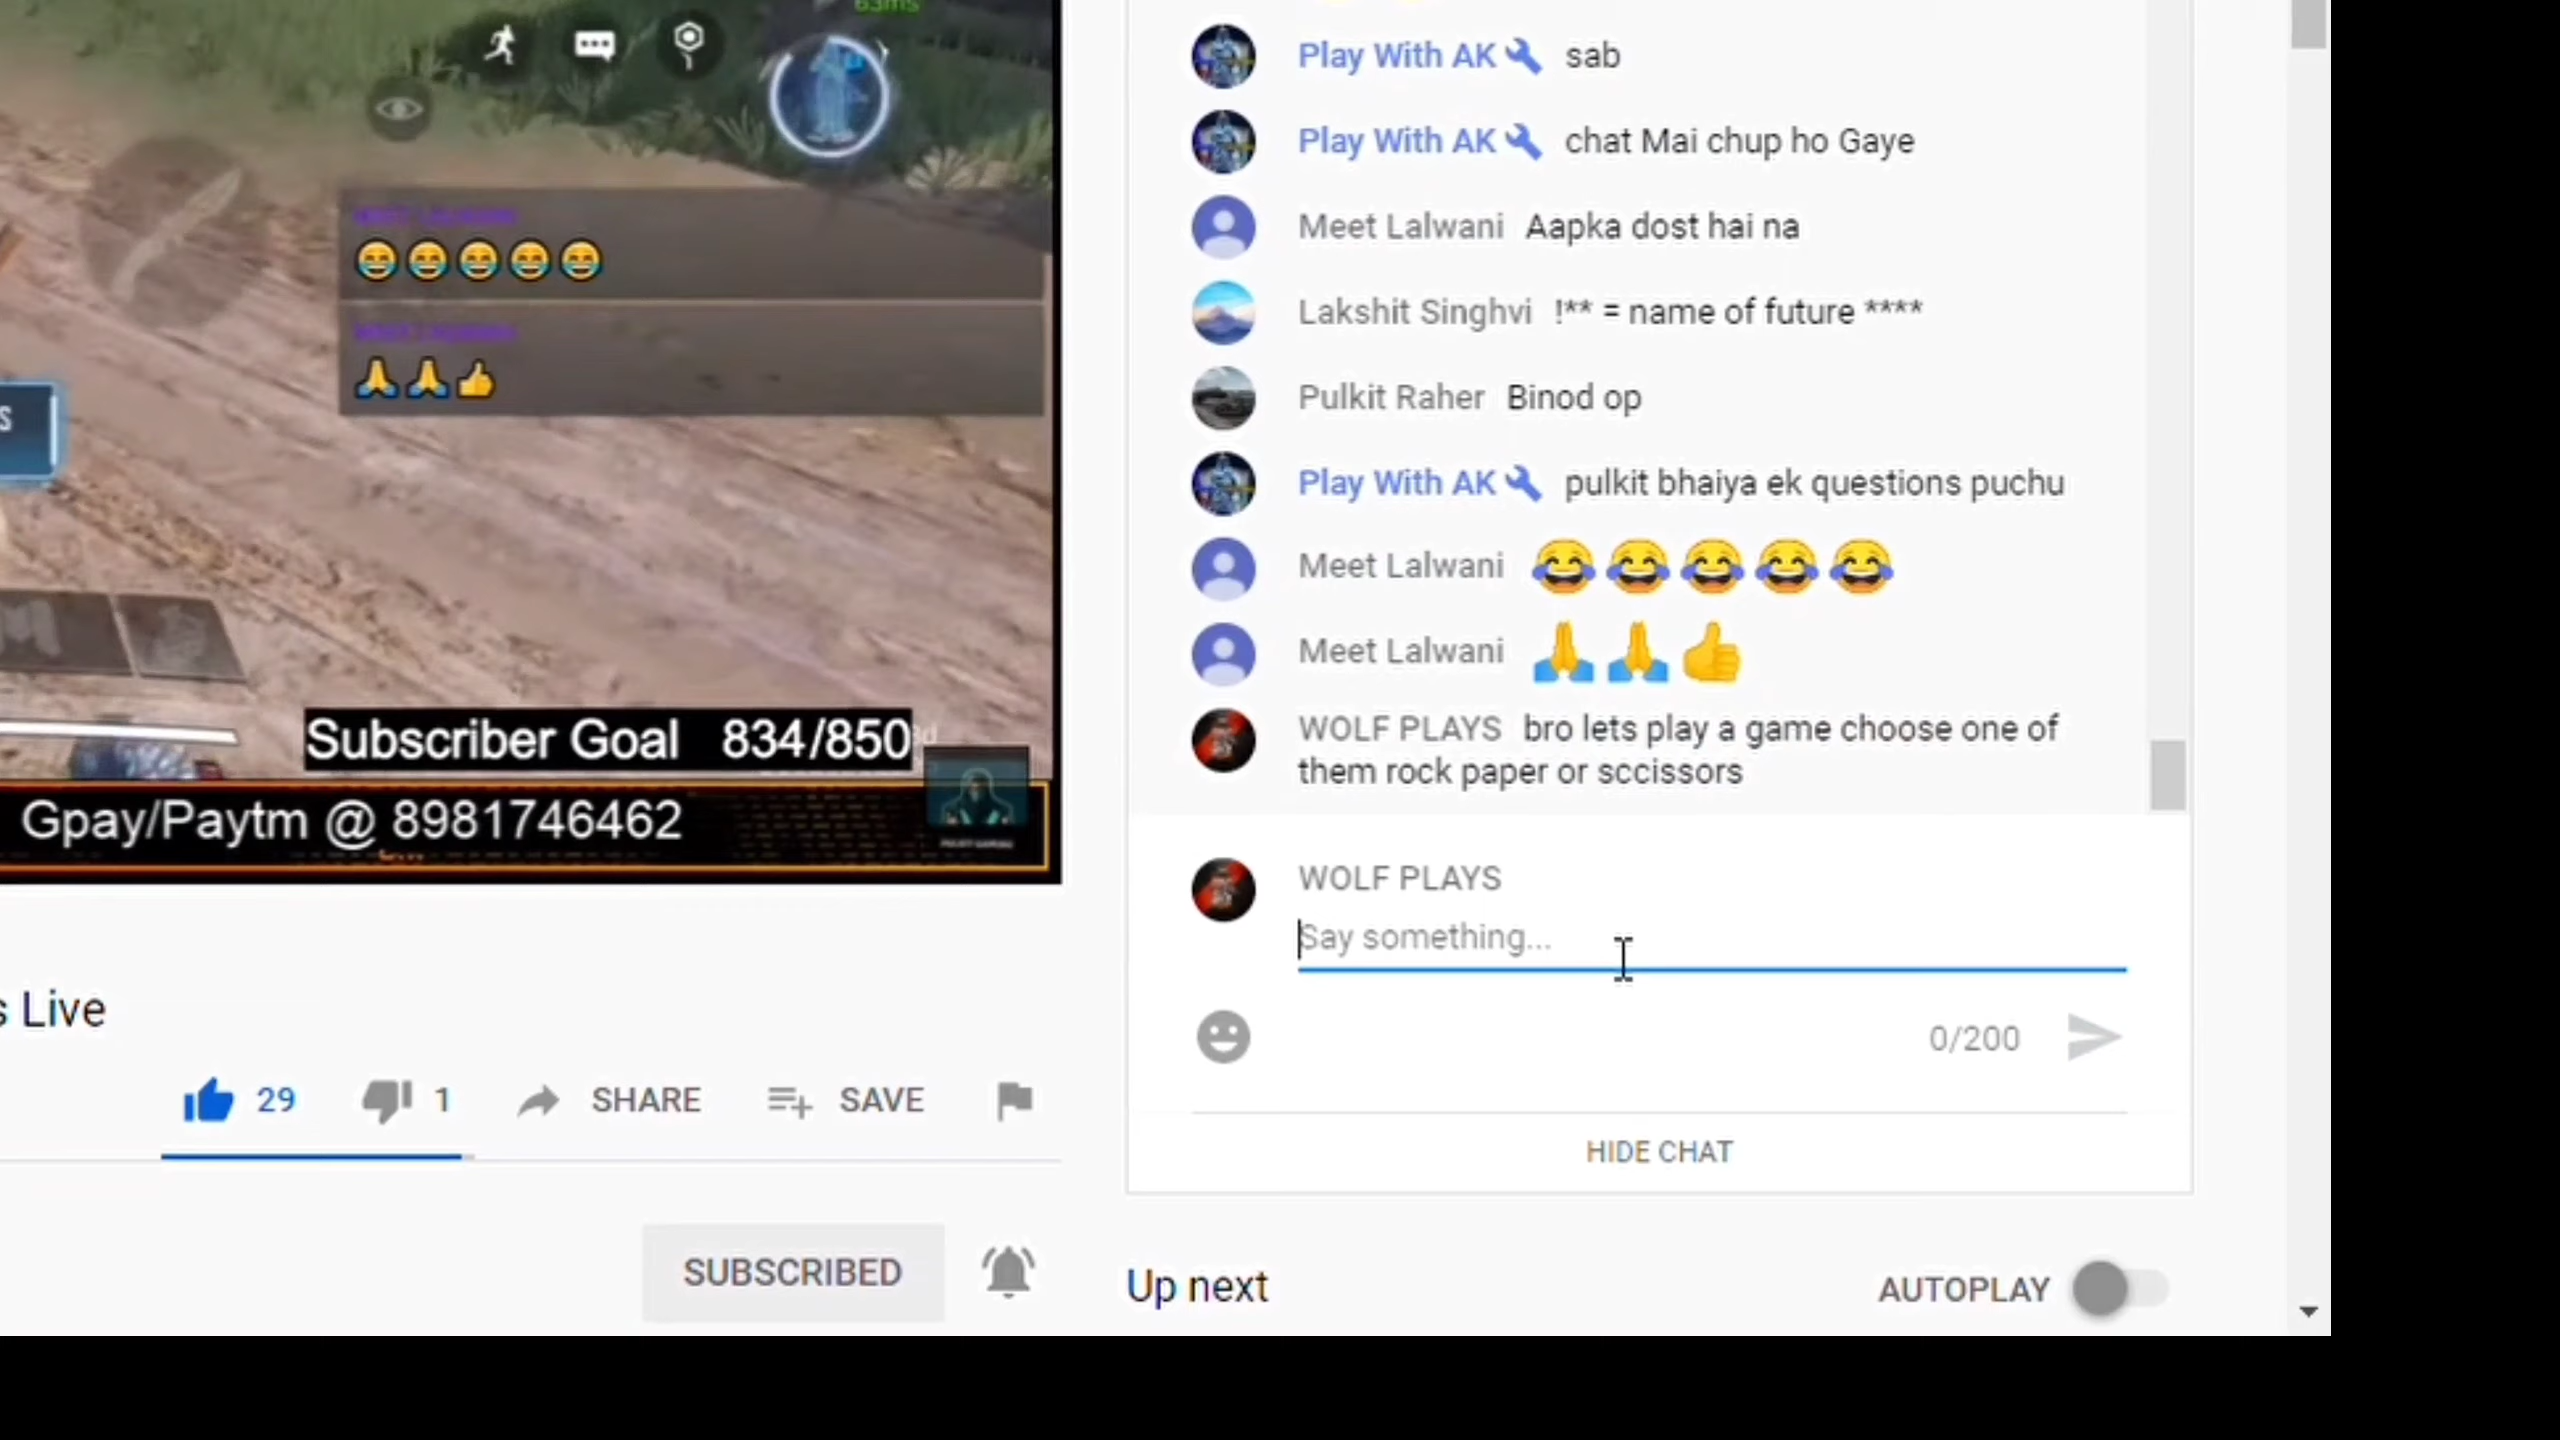 63ms
Play With AK sab
Play With AK chat Mai chup ho Gaye
Meet Lalwani Aapka dost hai na
Lakshit Singhvi !** = name of future ****
Pulkit Raher Binod op
Play With AK pulkit bhaiya ek questions puchu
Meet Lalwani 😂😂😂😂😂
Meet Lalwani 🙏🙏👍
WOLF PLAYS bro lets play a game choose one of
them rock paper or sccissors
WOLF PLAYS
Say something...
0/200
HIDE CHAT
😂😂😂😂😂
🙏🙏👍
S
Subscriber Goal 834/850
Gpay/Paytm @ 8981746462
s Live
29 1 SHARE SAVE
SUBSCRIBED
Up next AUTOPLAY